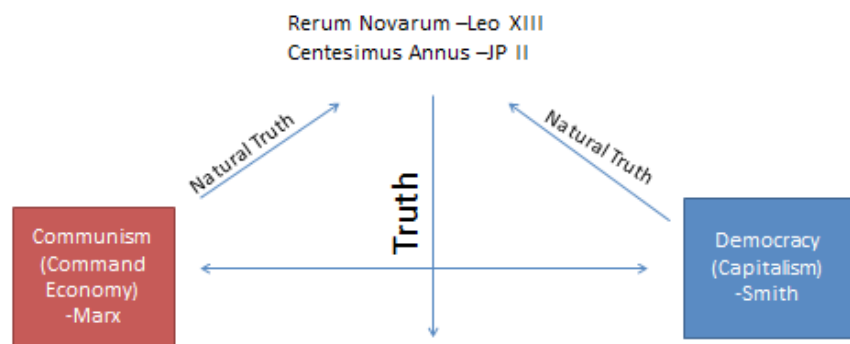 Rerum Novarum –Leo XIII
Centesimus Annus –JP II
Natural Truth
Natural Truth
Truth
Communism
(Command
Economy)
-Marx
Democracy
(Capitalism)
-Smith